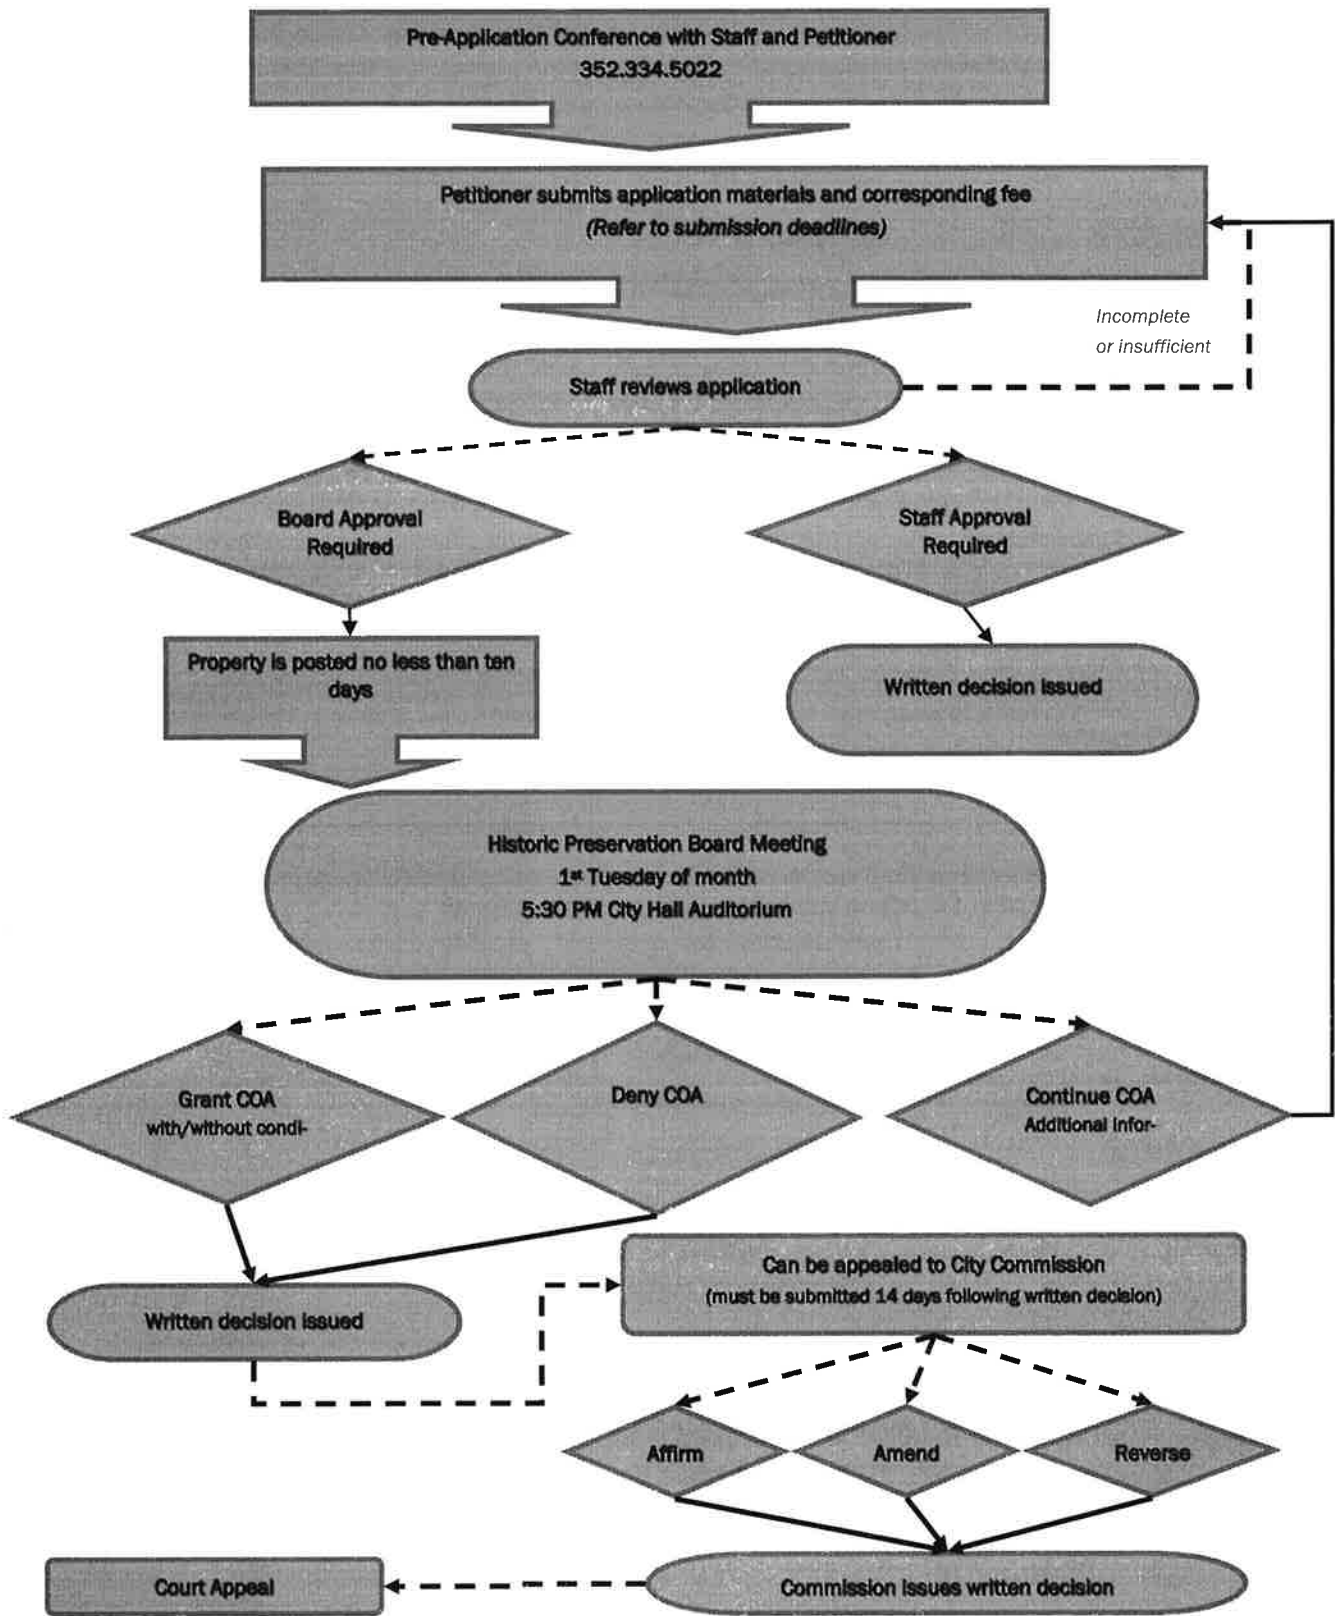 Pre-Application Conference with Staff and Petitioner
352.334.5022
Petitioner submits application materials and corresponding fee
(Refer to submission deadlines)
Incomplete
or insufficient
Staff reviews application
Board Approval
Required
Staff Approval
Required
Property is posted no less than ten
days
Written decision issued
Historic Preservation Board Meeting
1st Tuesday of month
5:30 PM City Hall Auditorium
Grant COA
with/without condi-
Deny COA
Continue COA
Additional infor-
Can be appealed to City Commission
(must be submitted 14 days following written decision)
Written decision issued
Affirm
Amend
Reverse
Court Appeal
Commission issues written decision